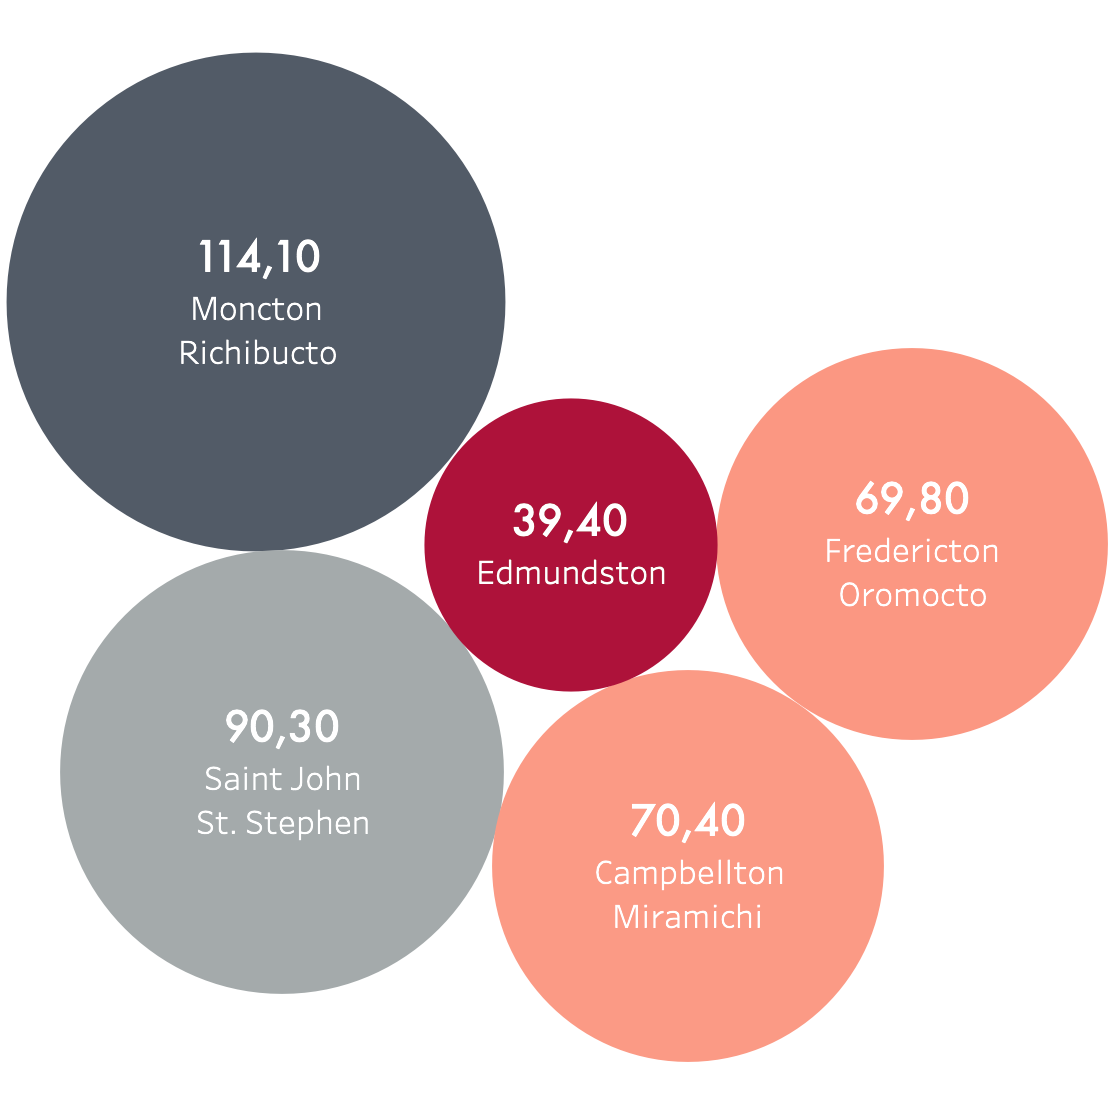 114,10
Moncton
Richibucto
39,40
Edmundston
69,80
Fredericton
Oromocto
90,30
Saint John
St. Stephen
70,40
Campbellton
Miramichi